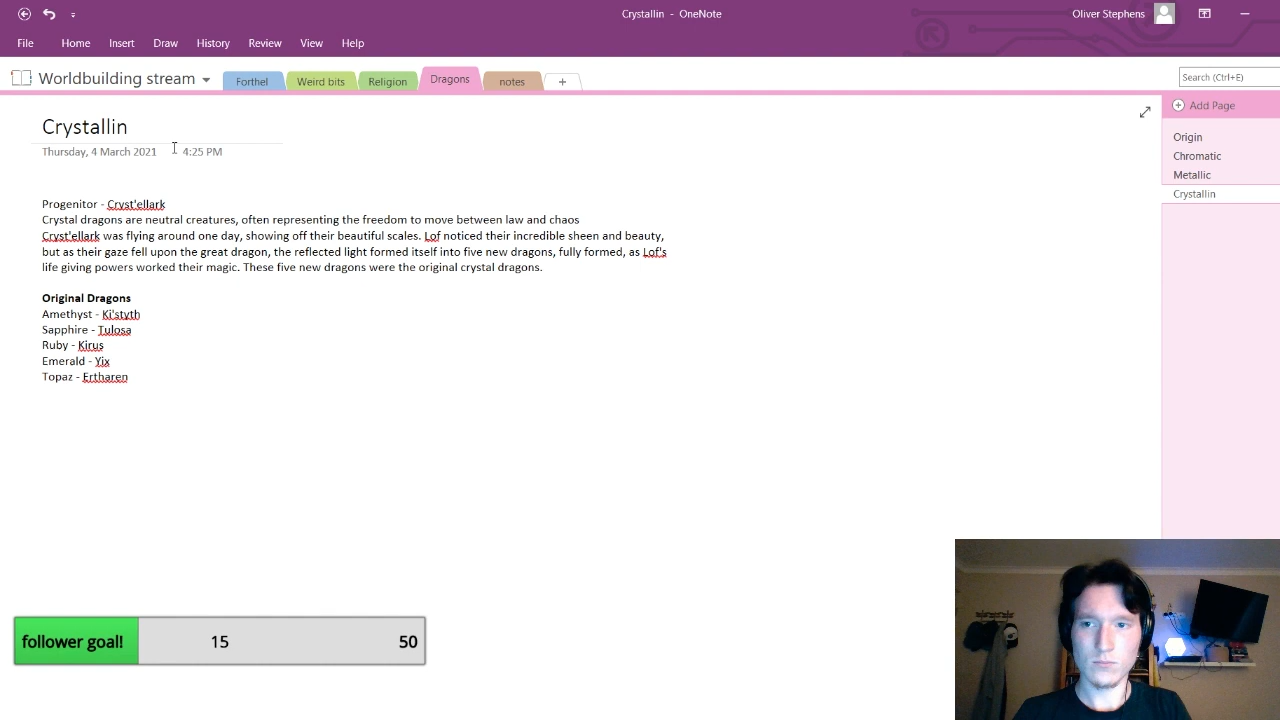 Crystallin - OneNote
Oliver Stephens
File Home Insert Draw History Review View Help
Worldbuilding stream Forthel Weird bits Religion Dragons notes +
Search (Ctrl+E)
Add Page
Origin
Chromatic
Metallic
Crystallin
Crystallin
Thursday, 4 March 2021 4:25 PM
Progenitor - Cryst'ellark
Crystal dragons are neutral creatures, often representing the freedom to move between law and chaos
Cryst'ellark was flying around one day, showing off their beautiful scales. Lof noticed their incredible sheen and beauty,
but as their gaze fell upon the great dragon, the reflected light formed itself into five new dragons, fully formed, as Lof's
life giving powers worked their magic. These five new dragons were the original crystal dragons.
Original Dragons
Amethyst - Ki'styth
Sapphire - Tulosa
Ruby - Kirus
Emerald - Yix
Topaz - Ertharen
follower goal! 15 50